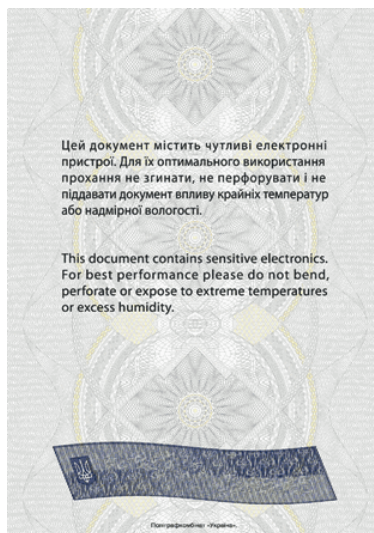 Цей документ містить чутливі електронні
пристрої. Для їх оптимального використання
прохання не згинати, не перфорувати і не
піддавати документ впливу крайніх температур
або надмірної вологості.
This document contains sensitive electronics.
For best performance please do not bend,
perforate or expose to extreme temperatures
or excess humidity.
Поліграфкомбінат «Україна».